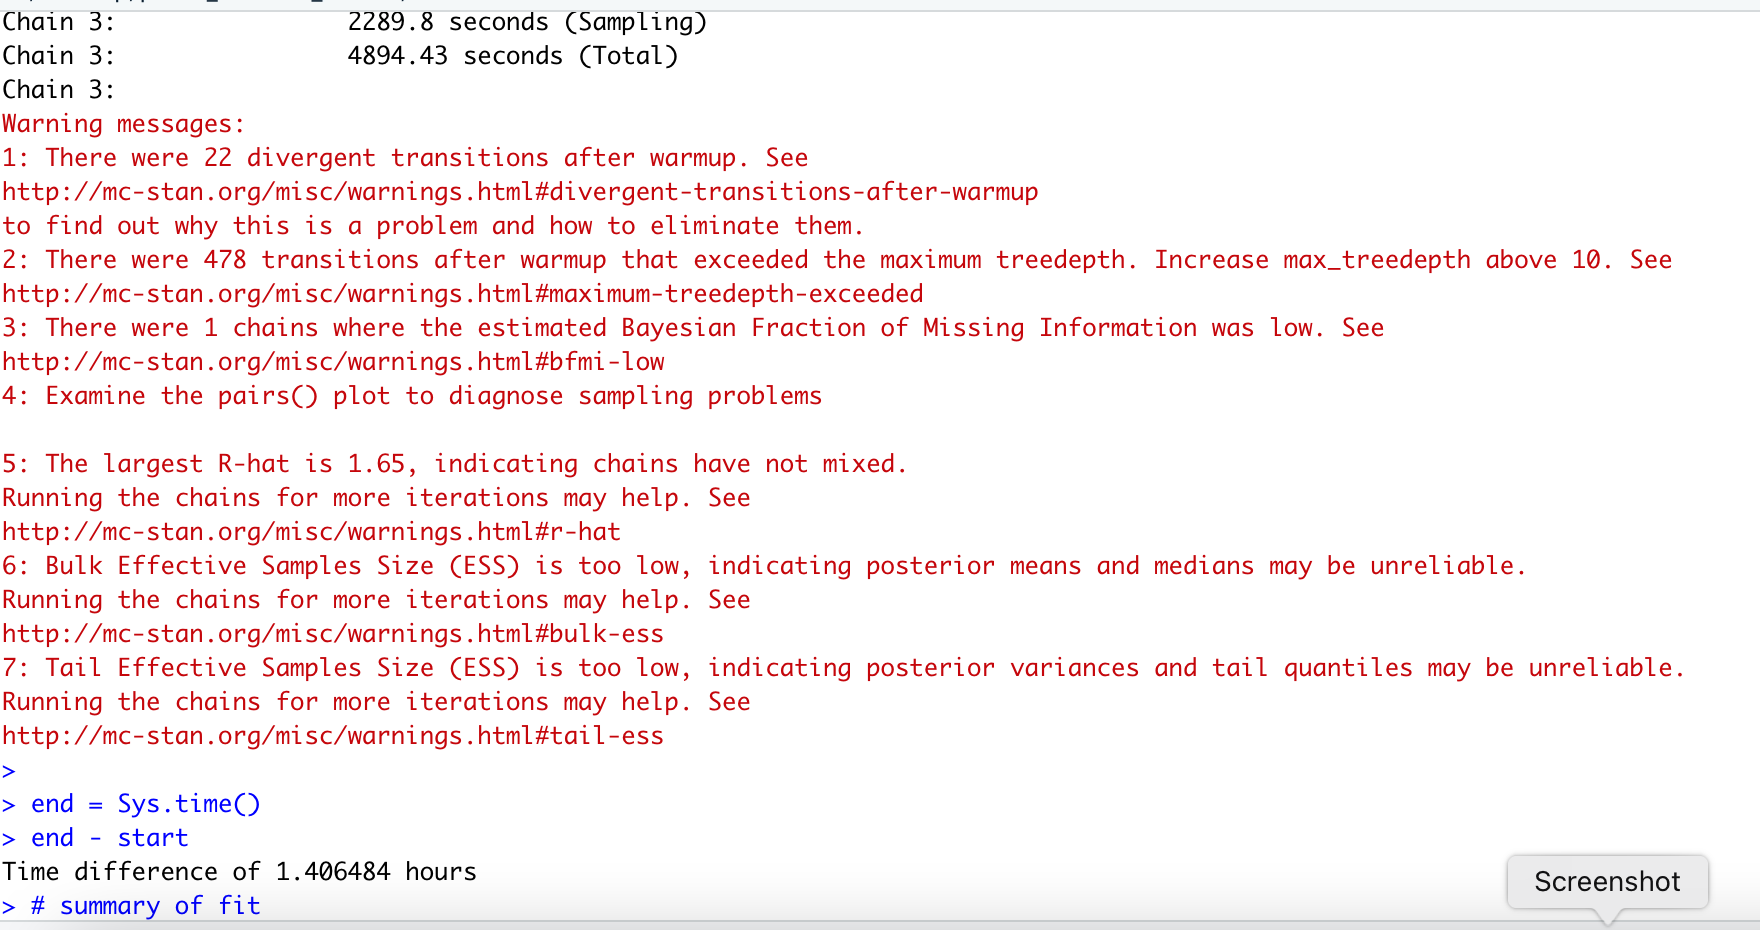 Chain 3:                2289.8 seconds (Sampling)
Chain 3:                4894.43 seconds (Total)
Chain 3:
Warning messages:
1: There were 22 divergent transitions after warmup. See
http://mc-stan.org/misc/warnings.html#divergent-transitions-after-warmup
to find out why this is a problem and how to eliminate them.
2: There were 478 transitions after warmup that exceeded the maximum treedepth. Increase max_treedepth above 10. See
http://mc-stan.org/misc/warnings.html#maximum-treedepth-exceeded
3: There were 1 chains where the estimated Bayesian Fraction of Missing Information was low. See
http://mc-stan.org/misc/warnings.html#bfmi-low
4: Examine the pairs() plot to diagnose sampling problems

5: The largest R-hat is 1.65, indicating chains have not mixed.
Running the chains for more iterations may help. See
http://mc-stan.org/misc/warnings.html#r-hat
6: Bulk Effective Samples Size (ESS) is too low, indicating posterior means and medians may be unreliable.
Running the chains for more iterations may help. See
http://mc-stan.org/misc/warnings.html#bulk-ess
7: Tail Effective Samples Size (ESS) is too low, indicating posterior variances and tail quantiles may be unreliable.
Running the chains for more iterations may help. See
http://mc-stan.org/misc/warnings.html#tail-ess
>
> end = Sys.time()
> end - start
Time difference of 1.406484 hours
> # summary of fit
Screenshot